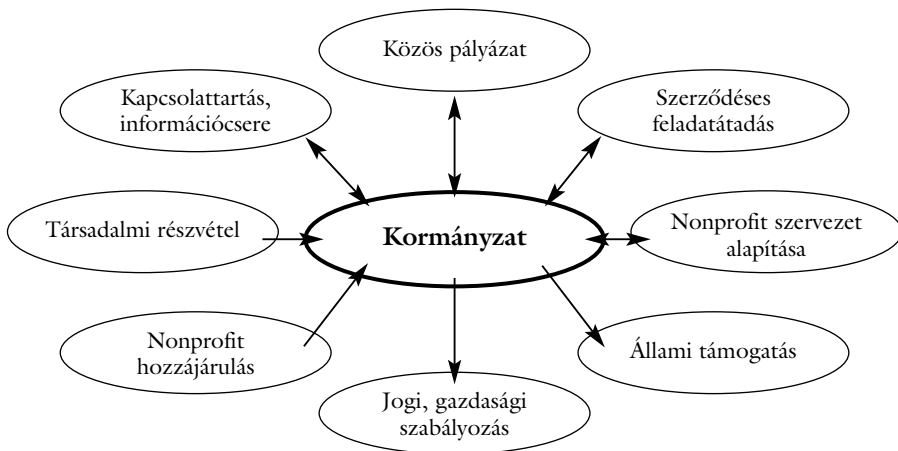 Közös pályázat
Kapcsolattartás,
információcsere
Szerződéses
feladatátadás
Társadalmi részvétel
Kormányzat
Nonprofit szervezet
alapítása
Nonprofit
hozzájárulás
Állami támogatás
Jogi, gazdasági
szabályozás